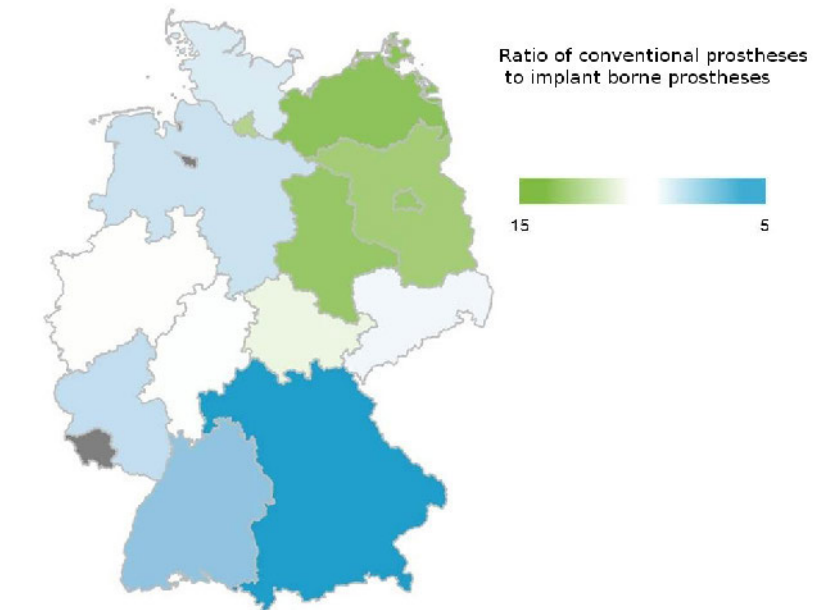 Ratio of conventional prostheses
to implant borne prostheses
15
5